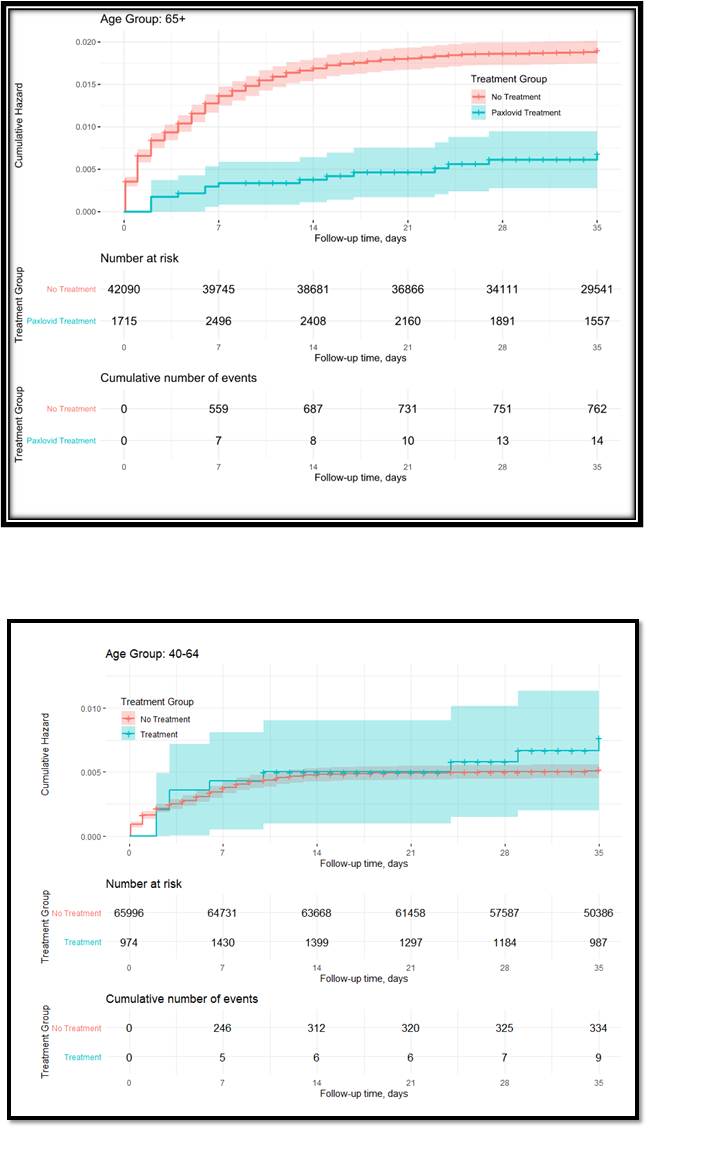 Age Group: 65+
0.020
0.015
0.010
0.005
0.000
Cumulative Hazard
Treatment Group
No Treatment
Paxlovid Treatment
0 7 14 21 28 35
Follow-up time, days
Number at risk
Treatment Group
No Treatment 42090 39745 38681 36866 34111 29541
Paxlovid Treatment 1715 2496 2408 2160 1891 1557
0 7 14 21 28 35
Follow-up time, days
Cumulative number of events
Treatment Group
No Treatment 0 559 687 731 751 762
Paxlovid Treatment 0 7 8 10 13 14
0 7 14 21 28 35
Follow-up time, days
Age Group: 40-64
Treatment Group
No Treatment
Treatment
0.010
0.005
0.000
Cumulative Hazard
0 7 14 21 28 35
Follow-up time, days
Number at risk
Treatment Group
No Treatment 65996 64731 63668 61458 57587 50386
Treatment 974 1430 1399 1297 1184 987
0 7 14 21 28 35
Follow-up time, days
Cumulative number of events
Treatment Group
No Treatment 0 246 312 320 325 334
Treatment 0 5 6 6 7 9
0 7 14 21 28 35
Follow-up time, days